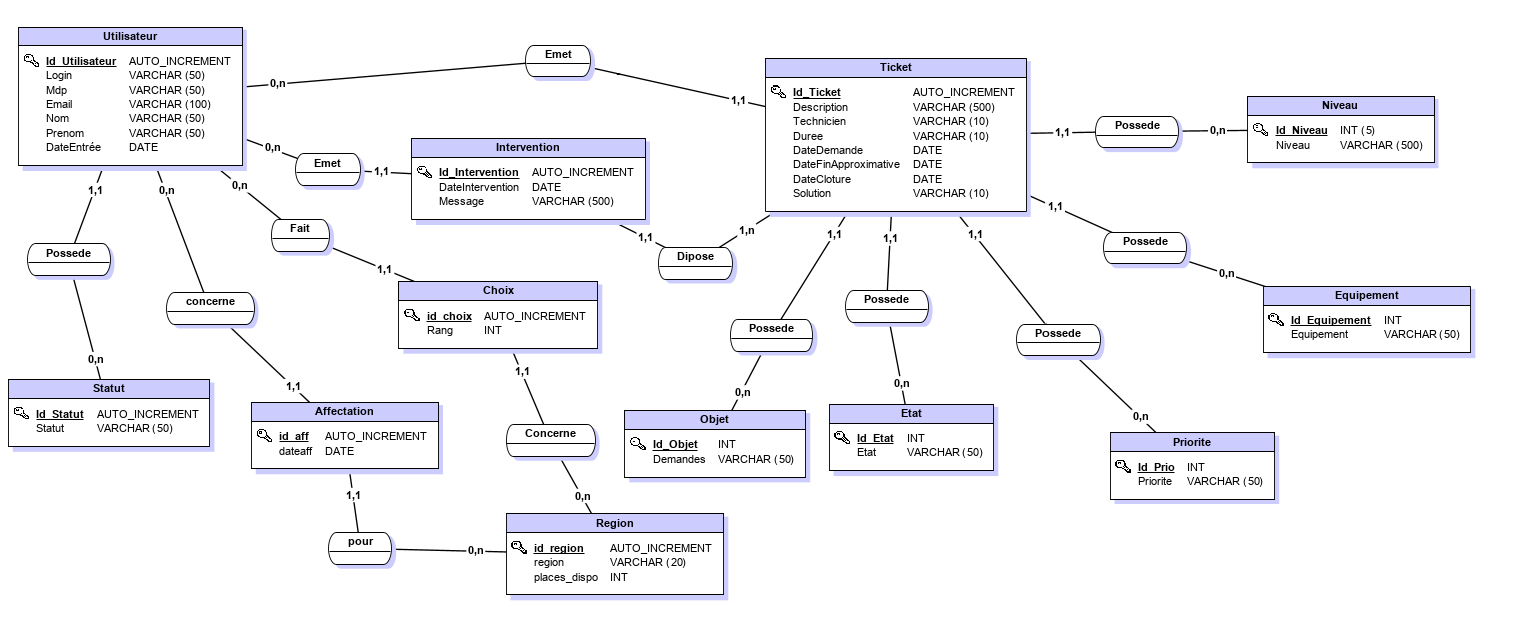 Utilisateur
Id_Utilisateur AUTO_INCREMENT
Login VARCHAR (50)
Mdp VARCHAR (50)
Email VARCHAR (100)
Nom VARCHAR (50)
Prenom VARCHAR (50)
DateEntrée DATE
0,n
Emet
1,1
Ticket
Id_Ticket AUTO_INCREMENT
Description VARCHAR (500)
Technicien VARCHAR (10)
Duree VARCHAR (10)
DateDemande DATE
DateFinApproximative DATE
DateCloture DATE
Solution VARCHAR (10)
1,1
Possede
0,n
Niveau
Id_Niveau INT (5)
Niveau VARCHAR (500)
0,n
Emet
1,1
Intervention
Id_Intervention AUTO_INCREMENT
DateIntervention DATE
Message VARCHAR (500)
1,1
Dipose
1,n
1,1
Possede
0,n
Equipement
Id_Equipement INT
Equipement VARCHAR (50)
1,1
Possede
0,n
Statut
Id_Statut AUTO_INCREMENT
Statut VARCHAR (50)
0,n
concerne
1,1
Affectation
id_aff AUTO_INCREMENT
dateaff DATE
1,1
pour
0,n
0,n
Fait
1,1
Choix
id_choix AUTO_INCREMENT
Rang INT
1,1
Concerne
0,n
Region
id_region AUTO_INCREMENT
region VARCHAR (20)
places_dispo INT
1,1
Possede
0,n
Objet
Id_Objet INT
Demandes VARCHAR (50)
1,1
Possede
0,n
Etat
Id_Etat INT
Etat VARCHAR (50)
1,1
Possede
0,n
Priorite
Id_Prio INT
Priorite VARCHAR (50)